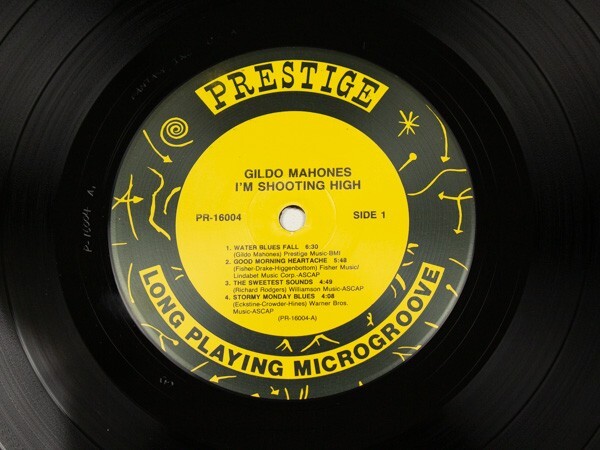 PRESTIGE
GILDO MAHONES
I'M SHOOTING HIGH
PR-16004 SIDE 1
1. WATER BLUES FALL 6:30
(Gildo Mahones) Prestige Music-BMI
2. GOOD MORNING HEARTACHE 5:48
(Fisher-Drake-Higgenbottom) Fisher Music/
Lindabet Music Corp.-ASCAP
3. THE SWEETEST SOUNDS 4:49
(Richard Rodgers) Williamson Music-ASCAP
4. STORMY MONDAY BLUES 4:08
(Eckstine-Crowder-Hines) Warner Bros.
Music-ASCAP
(PR-16004-A)
LONG PLAYING MICROGROOVE
P-16004 A,